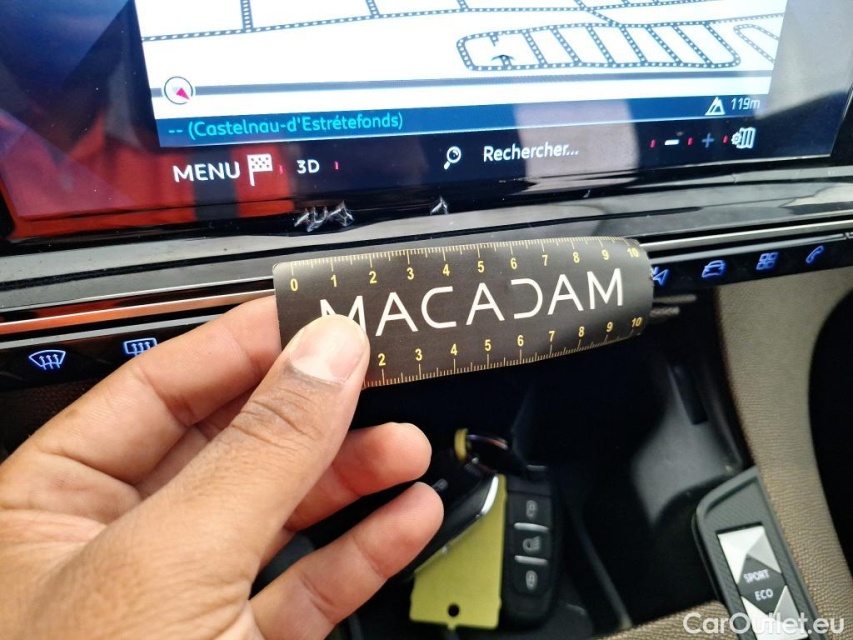 119m
-- (Castelnau-d'Estrétefonds)
MENU 3D Rechercher...
- +
0 1 2 3 4 5 6 7 8 9 10
MACADAM
2 3 4 5 6 7 8 9 10
SPORT
ECO
CarOutlet.eu